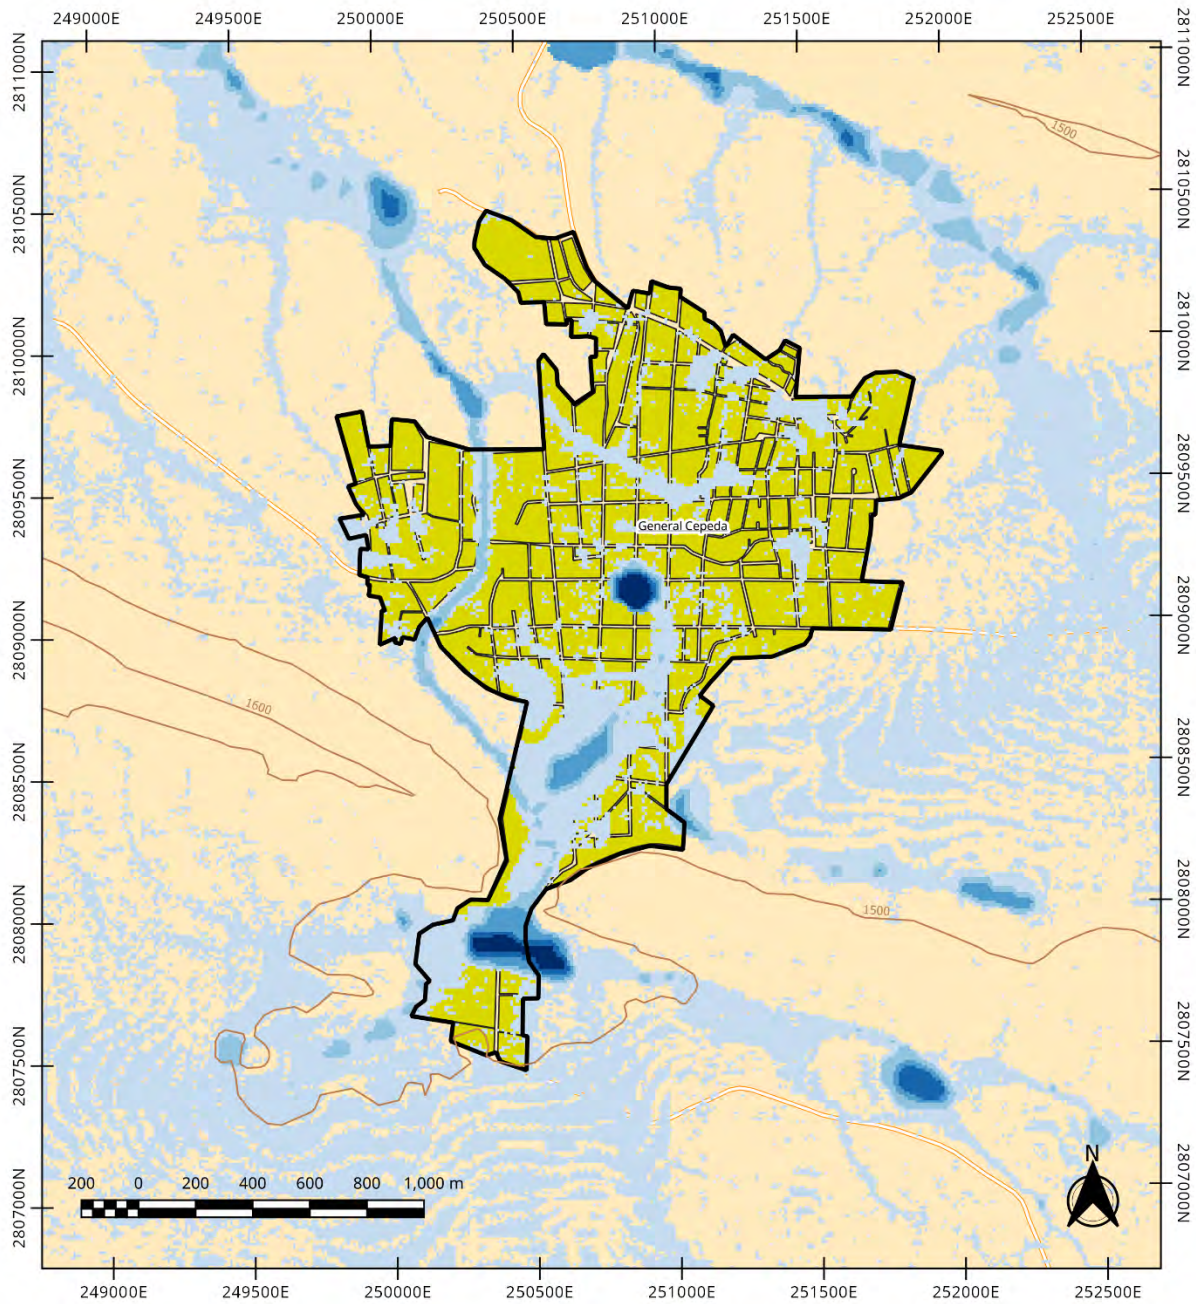 249000E 249500E 250000E 250500E 251000E 251500E 252000E 252500E
2811000N
2810500N
2810000N
2809500N
2809000N
2808500N
2808000N
2807500N
2807000N
2811000N
2810500N
2810000N
2809500N
2809000N
2808500N
2808000N
2807500N
2807000N
1500
General Cepeda
1600
1500
N
200 0 200 400 600 800 1,000 m
249000E 249500E 250000E 250500E 251000E 251500E 252000E 252500E